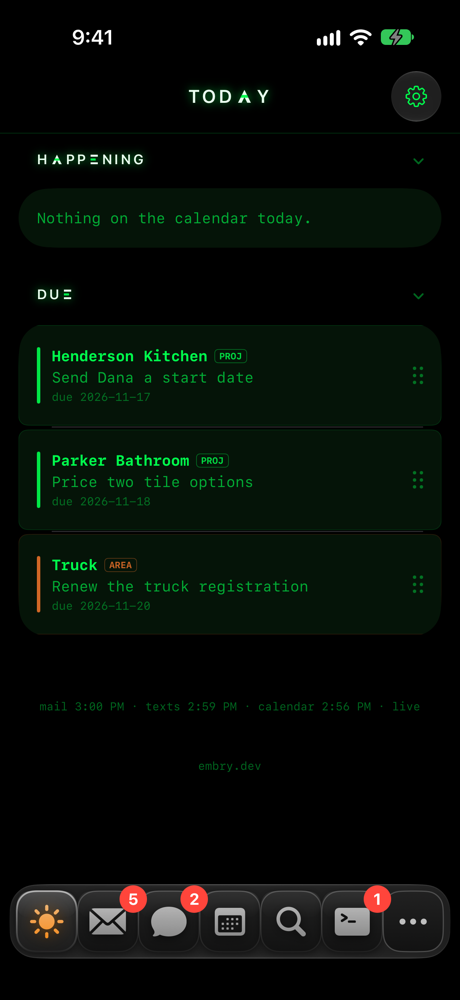 9:41
TODAY
HAPPENING
Nothing on the calendar today.
DUE
Henderson Kitchen PROJ
Send Dana a start date
due 2026-11-17
Parker Bathroom PROJ
Price two tile options
due 2026-11-18
Truck AREA
Renew the truck registration
due 2026-11-20
mail 3:00 PM · texts 2:59 PM · calendar 2:56 PM · live
embry.dev
5
2
1